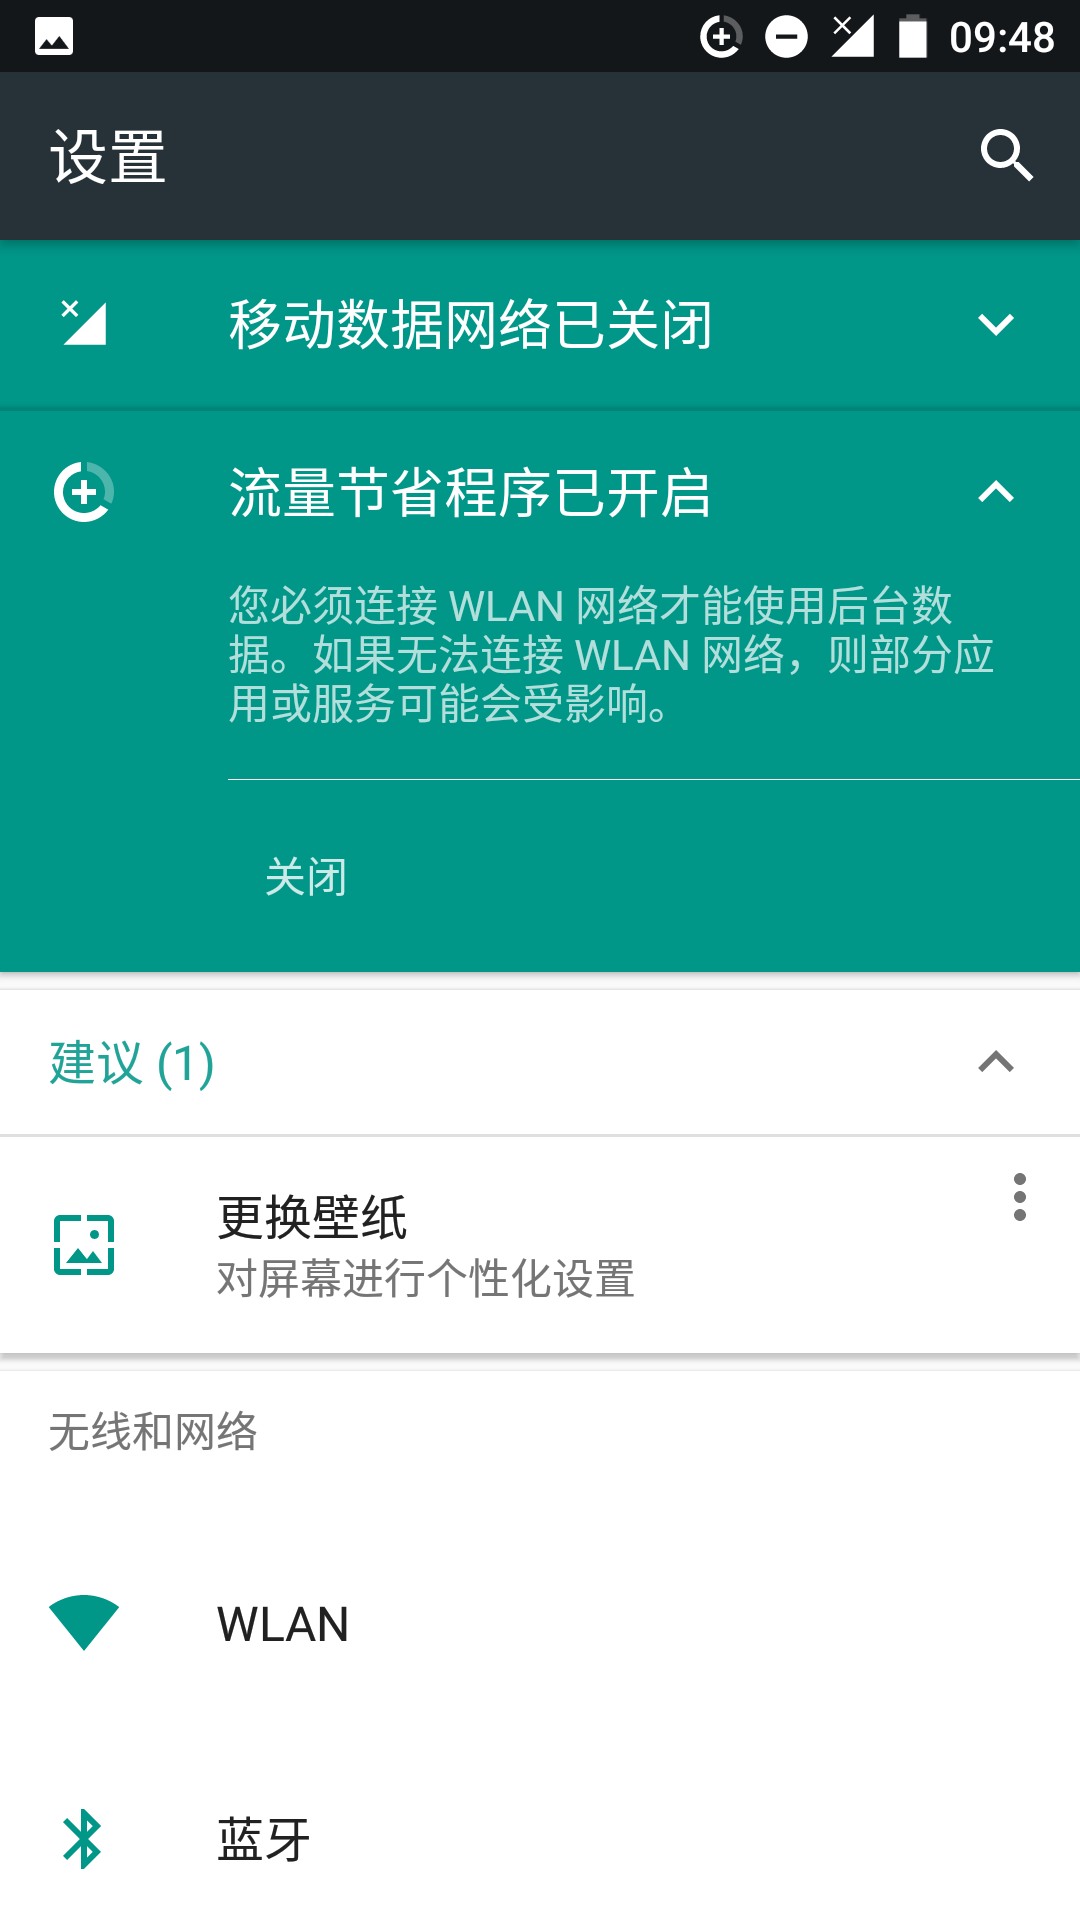 09:48
设置
移动数据网络已关闭
流量节省程序已开启
您必须连接 WLAN 网络才能使用后台数
据。如果无法连接 WLAN 网络，则部分应
用或服务可能会受影响。
关闭
建议 (1)
更换壁纸
对屏幕进行个性化设置
无线和网络
WLAN
蓝牙